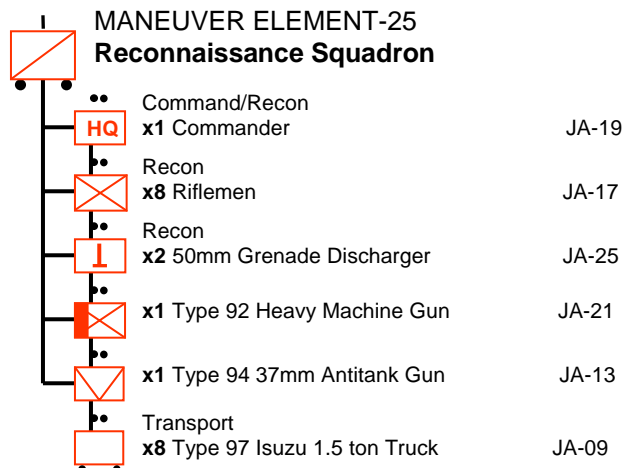 MANEUVER ELEMENT-25
Reconnaissance Squadron
Command/Recon
HQ x1 Commander JA-19
Recon
x8 Riflemen JA-17
Recon
x2 50mm Grenade Discharger JA-25
x1 Type 92 Heavy Machine Gun JA-21
x1 Type 94 37mm Antitank Gun JA-13
Transport
x8 Type 97 Isuzu 1.5 ton Truck JA-09